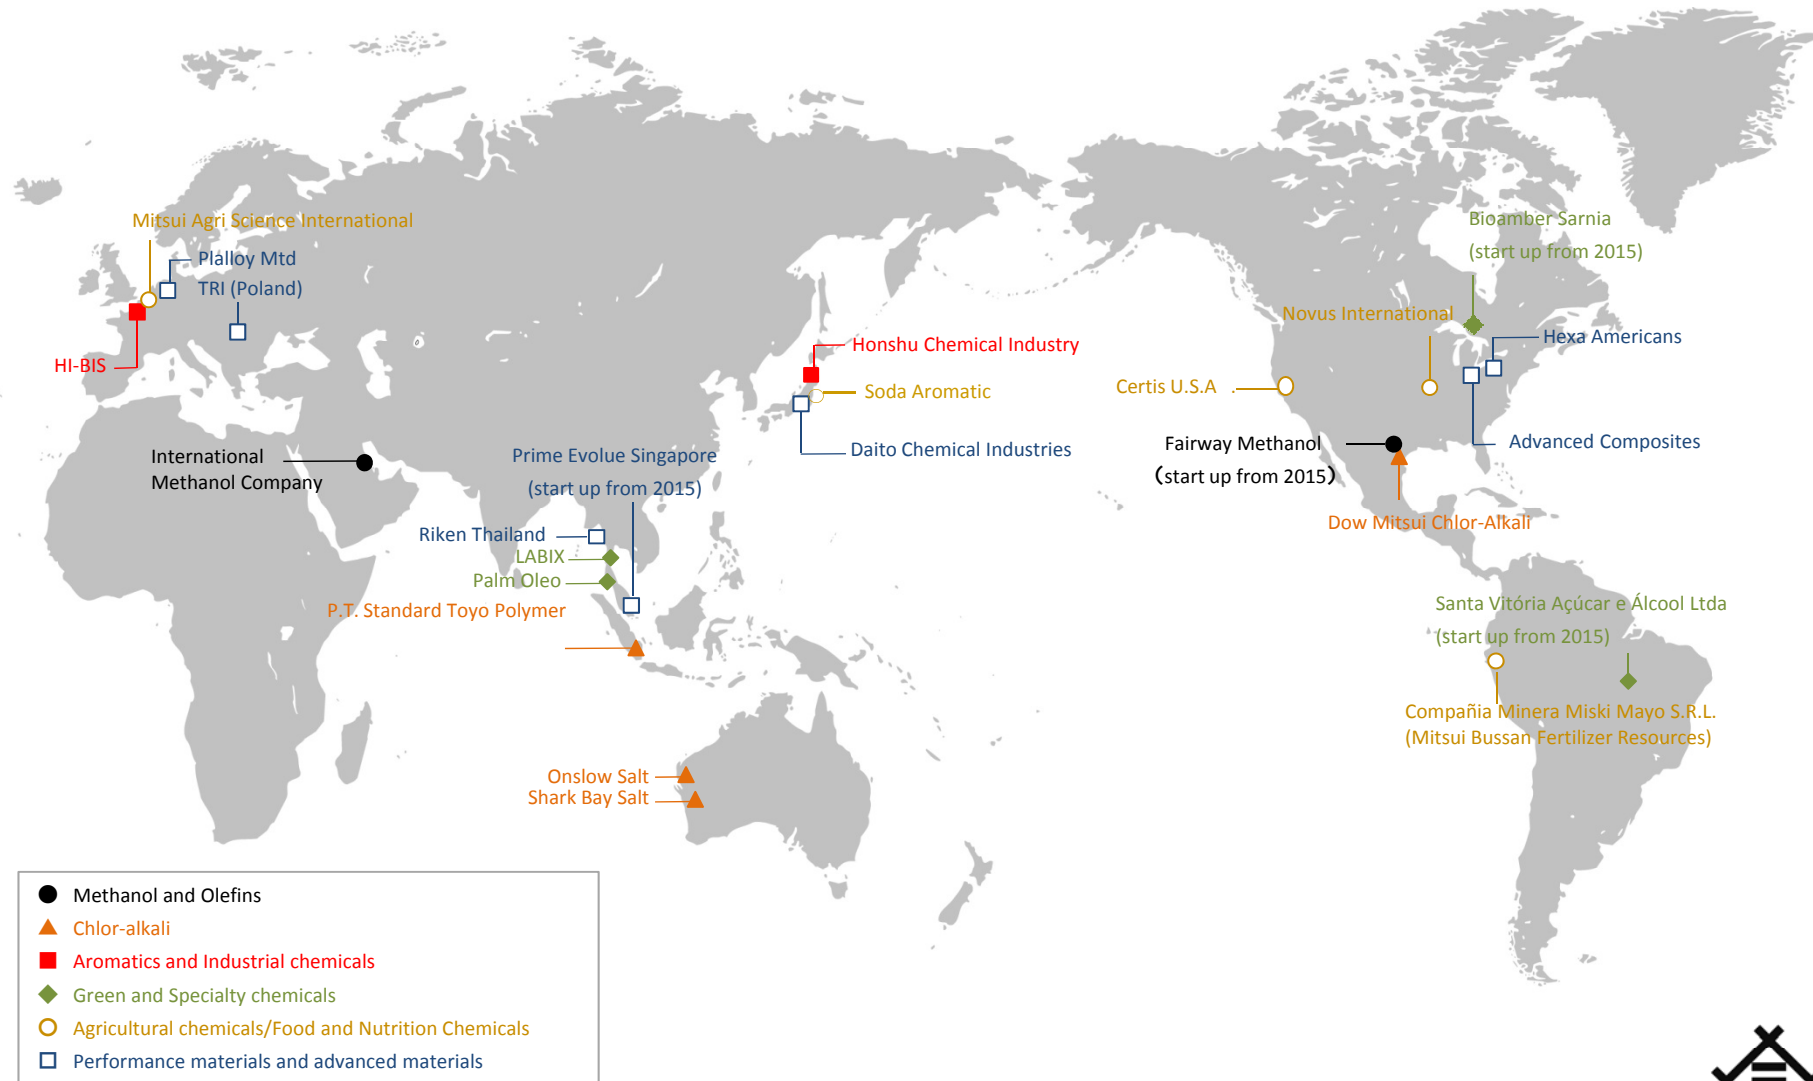 Mitsui Agri Science International
Plalloy Mtd
TRI (Poland)
HI-BIS
International
Methanol Company
Honshu Chemical Industry
Soda Aromatic
Daito Chemical Industries
Prime Evolue Singapore
(start up from 2015)
Riken Thailand
LABIX
Palm Oleo
P.T. Standard Toyo Polymer
Onslow Salt
Shark Bay Salt
Bioamber Sarnia
(start up from 2015)
Novus International
Hexa Americans
Certis U.S.A .
Fairway Methanol
(start up from 2015)
Advanced Composites
Dow Mitsui Chlor-Alkali
Santa Vitória Açúcar e Álcool Ltda
(start up from 2015)
Compañia Minera Miski Mayo S.R.L.
(Mitsui Bussan Fertilizer Resources)
Methanol and Olefins
Chlor-alkali
Aromatics and Industrial chemicals
Green and Specialty chemicals
Agricultural chemicals/Food and Nutrition Chemicals
Performance materials and advanced materials